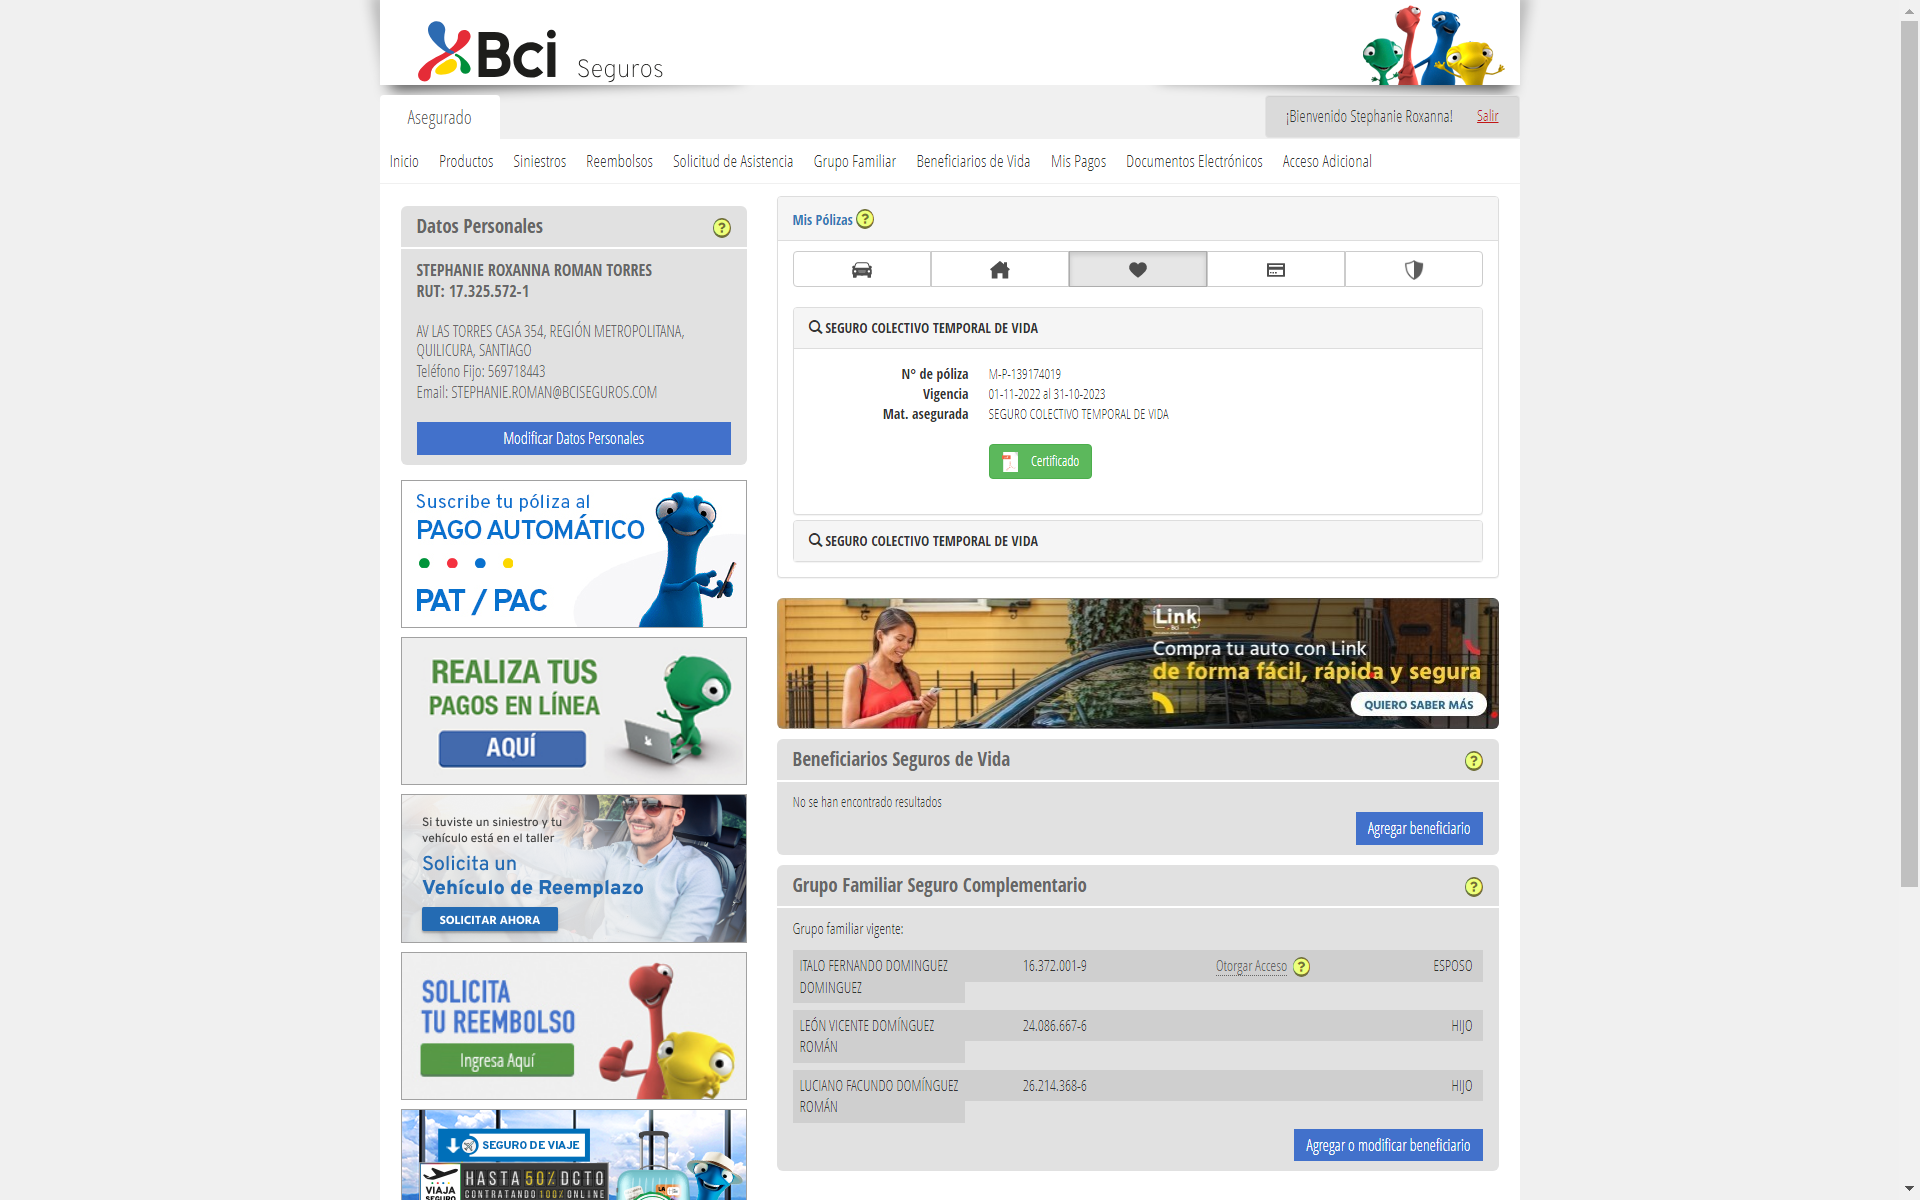 Bci Seguros
Asegurado
¡Bienvenido Stephanie Roxanna! Salir
Inicio Productos Siniestros Reembolsos Solicitud de Asistencia Grupo Familiar Beneficiarios de Vida Mis Pagos Documentos Electrónicos Acceso Adicional
Datos Personales ?
STEPHANIE ROXANNA ROMAN TORRES
RUT: 17.325.572-1
AV LAS TORRES CASA 354, REGIÓN METROPOLITANA,
QUILICURA, SANTIAGO
Teléfono Fijo: 569718443
Email: STEPHANIE.ROMAN@BCISEGUROS.COM
Modificar Datos Personales
Suscribe tu póliza al
PAGO AUTOMÁTICO
PAT / PAC
REALIZA TUS
PAGOS EN LÍNEA
AQUÍ
Si tuviste un siniestro y tu
vehículo está en el taller
Solicita un
Vehículo de Reemplazo
SOLICITAR AHORA
SOLICITA
TU REEMBOLSO
Ingresa Aquí
SEGURO DE VIAJE
VIAJA
SEGURO
HASTA 50% DCTO
CONTRATANDO 100% ONLINE
Mis Pólizas ?
SEGURO COLECTIVO TEMPORAL DE VIDA
N° de póliza M-P-139174019
Vigencia 01-11-2022 al 31-10-2023
Mat. asegurada SEGURO COLECTIVO TEMPORAL DE VIDA
Certificado
SEGURO COLECTIVO TEMPORAL DE VIDA
Link
Bci
Compra tu auto con Link
de forma fácil, rápida y segura
QUIERO SABER MÁS
Beneficiarios Seguros de Vida ?
No se han encontrado resultados
Agregar beneficiario
Grupo Familiar Seguro Complementario ?
Grupo familiar vigente:
ITALO FERNANDO DOMINGUEZ 16.372.001-9 Otorgar Acceso ? ESPOSO
DOMINGUEZ
LEÓN VICENTE DOMÍNGUEZ 24.086.667-6 HIJO
ROMÁN
LUCIANO FACUNDO DOMÍNGUEZ 26.214.368-6 HIJO
ROMÁN
Agregar o modificar beneficiario